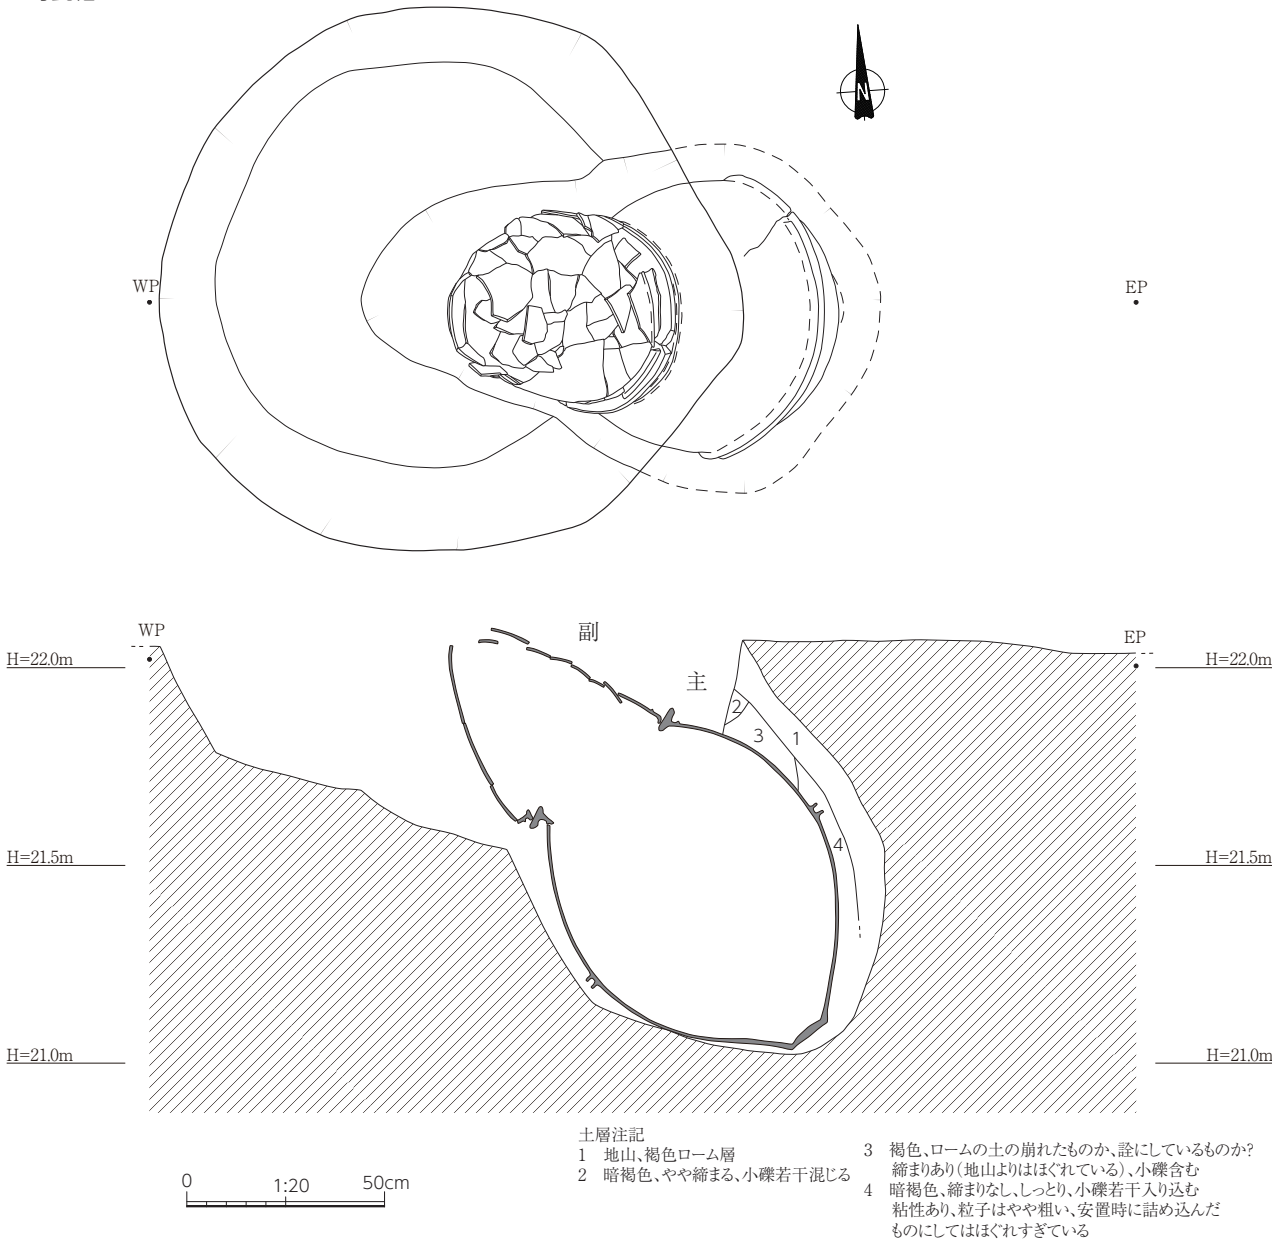 N
WP
EP
WP
副
EP
H=22.0m
H=22.0m
主
2
3
1
4
H=21.5m
H=21.5m
H=21.0m
H=21.0m
0 1:20 50cm
土層注記
1 地山、褐色ローム層
2 暗褐色、やや締まる、小礫若干混じる
3 褐色、ロームの土の崩れたものか、詮にしているものか?
締まりあり(地山よりはほぐれている)、小礫含む
4 暗褐色、締まりなし、しっとり、小礫若干入り込む
粘性あり、粒子はやや粗い、安置時に詰め込んだ
ものにしてはほぐれすぎている